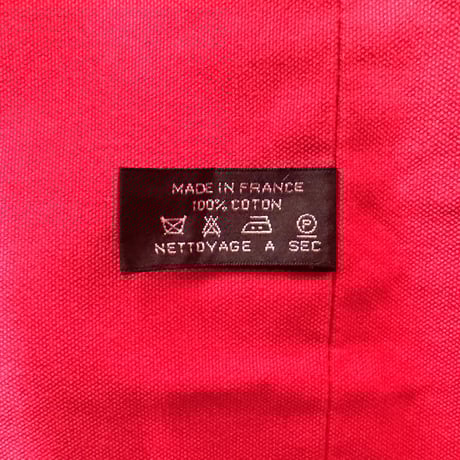 MADE IN FRANCE
100% COTON
P
NETTOYAGE A SEC